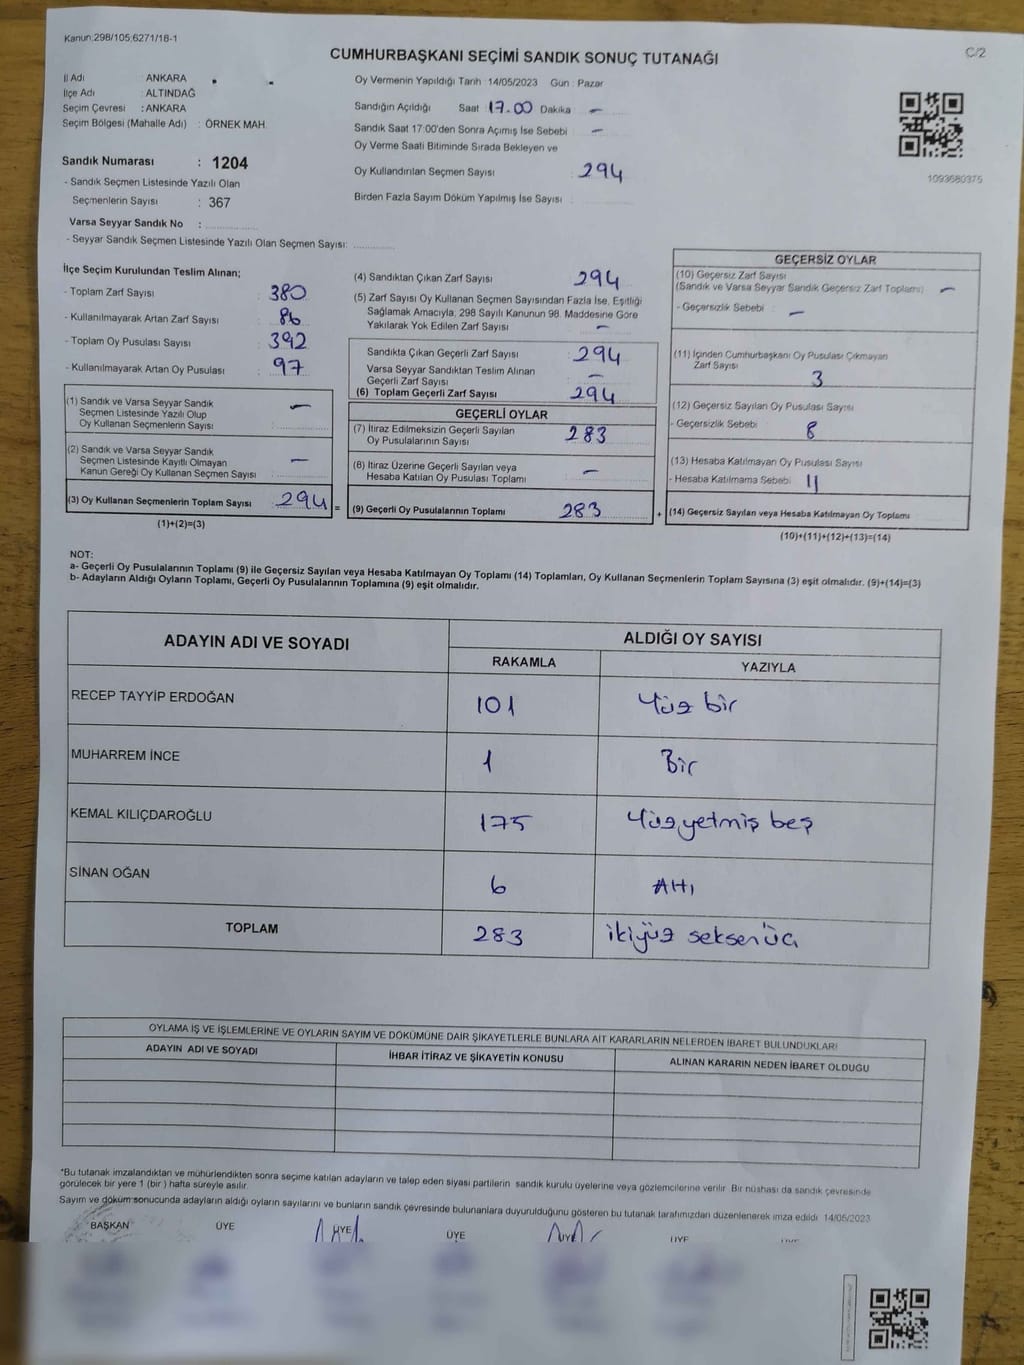 Kanun:298/105,6271/16-1
C/2
CUMHURBAŞKANI SEÇİMİ SANDIK SONUÇ TUTANAĞI
İl Adı : ANKARA
İlçe Adı : ALTINDAĞ
Seçim Çevresi : ANKARA
Seçim Bölgesi (Mahalle Adı) : ÖRNEK MAH.
Oy Vermenin Yapıldığı Tarih 14/05/2023 Gün : Pazar
Sandığın Açıldığı Saat 17.00 Dakika -
Sandık Saat 17:00'den Sonra Açımış İse Sebebi -
Oy Verme Saati Bitiminde Sırada Bekleyen ve
Oy Kullandırılan Seçmen Sayısı 294
Birden Fazla Sayım Döküm Yapılmış İse Sayısı
1093680375
Sandık Numarası : 1204
- Sandık Seçmen Listesinde Yazılı Olan
Seçmenlerin Sayısı : 367
Varsa Seyyar Sandık No :
- Seyyar Sandık Seçmen Listesinde Yazılı Olan Seçmen Sayısı:
İlçe Seçim Kurulundan Teslim Alınan;
- Toplam Zarf Sayısı : 380
- Kullanılmayarak Artan Zarf Sayısı : 86
- Toplam Oy Pusulası Sayısı : 392
- Kullanılmayarak Artan Oy Pusulası : 97
(1) Sandık ve Varsa Seyyar Sandık
Seçmen Listesinde Yazılı Olup
Oy Kullanan Seçmenlerin Sayısı : -
(2) Sandık ve Varsa Seyyar Sandık
Seçmen Listesinde Kayıtlı Olmayan
Kanun Gereği Oy Kullanan Seçmen Sayısı : -
(3) Oy Kullanan Seçmenlerin Toplam Sayısı 294 =
(1)+(2)=(3)
(4) Sandıktan Çıkan Zarf Sayısı 294
(5) Zarf Sayısı Oy Kullanan Seçmen Sayısından Fazla İse, Eşitliği
Sağlamak Amacıyla, 298 Sayılı Kanunun 98. Maddesine Göre
Yakılarak Yok Edilen Zarf Sayısı : -
Sandıkta Çıkan Geçerli Zarf Sayısı : 294
Varsa Seyyar Sandıktan Teslim Alınan
Geçerli Zarf Sayısı : -
(6) Toplam Geçerli Zarf Sayısı : 294
GEÇERLİ OYLAR
(7) İtiraz Edilmeksizin Geçerli Sayılan
Oy Pusulalarının Sayısı : 283
(8) İtiraz Üzerine Geçerli Sayılan veya
Hesaba Katılan Oy Pusulası Toplamı : -
(9) Geçerli Oy Pusulalarının Toplamı 283 +
GEÇERSİZ OYLAR
(10) Geçersiz Zarf Sayısı
(Sandık ve Varsa Seyyar Sandık Geçersiz Zarf Toplamı) : -
- Geçersizlik Sebebi : -
(11) İçinden Cumhurbaşkanı Oy Pusulası Çıkmayan
Zarf Sayısı 3
(12) Geçersiz Sayılan Oy Pusulası Sayısı
- Geçersizlik Sebebi : 8
(13) Hesaba Katılmayan Oy Pusulası Sayısı
- Hesaba Katılmama Sebebi : 11
(14) Geçersiz Sayılan veya Hesaba Katılmayan Oy Toplamı
(10)+(11)+(12)+(13)=(14)
NOT:
a- Geçerli Oy Pusulalarının Toplamı (9) ile Geçersiz Sayılan veya Hesaba Katılmayan Oy Toplamı (14) Toplamları, Oy Kullanan Seçmenlerin Toplam Sayısına (3) eşit olmalıdır. (9)+(14)=(3)
b- Adayların Aldığı Oyların Toplamı, Geçerli Oy Pusulalarının Toplamına (9) eşit olmalıdır.
ADAYIN ADI VE SOYADI
ALDIĞI OY SAYISI
RAKAMLA YAZIYLA
RECEP TAYYİP ERDOĞAN 101 Yüz bir
MUHARREM İNCE 1 Bir
KEMAL KILIÇDAROĞLU 175 Yüzyetmiş beş
SİNAN OĞAN 6 Altı
TOPLAM 283 ikiyüz seksenüç
OYLAMA İŞ VE İŞLEMLERİNE VE OYLARIN SAYIM VE DÖKÜMÜNE DAİR ŞİKAYETLERLE BUNLARA AİT KARARLARIN NELERDEN İBARET BULUNDUKLARI
ADAYIN ADI VE SOYADI İHBAR İTİRAZ VE ŞİKAYETİN KONUSU ALINAN KARARIN NEDEN İBARET OLDUĞU
*Bu tutanak imzalandıktan ve mühürlendikten sonra seçime katılan adayların ve talep eden siyasi partilerin sandık kurulu üyelerine veya gözlemcilerine verilir. Bir nüshası da sandık çevresinde
görülecek bir yere 1 (bir ) hafta süreyle asılır.
Sayım ve döküm sonucunda adayların aldığı oyların sayılarını ve bunların sandık çevresinde bulunanlara duyurulduğunu gösteren bu tutanak tarafımızdan düzenlenerek imza edildi. 14/05/2023
BAŞKAN ÜYE ÜYE ÜYE ÜYE ÜYE